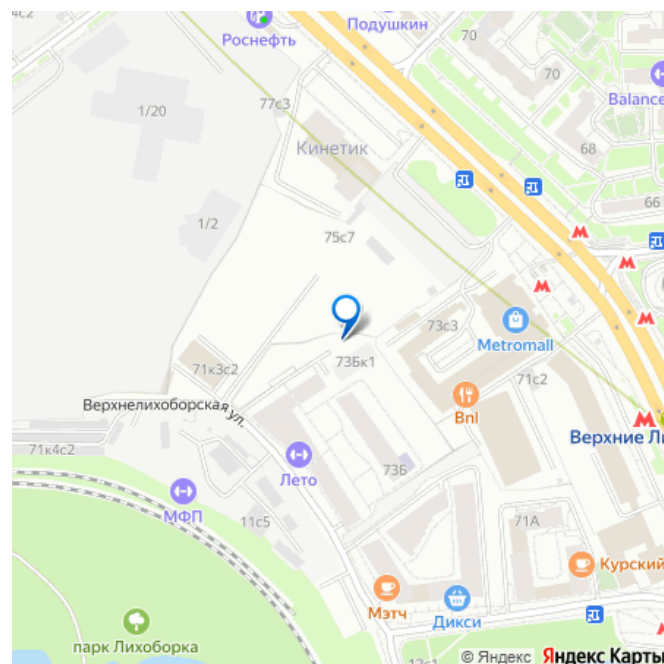 Подушкин
Роснефть
70
70
Balance
77с3
1/20
Кинетик
68
66
1/2
75с7
73с3
Metromall
71к3с2
73Бк1
71с2
Верхнелихоборская ул.
Bnl
Верхние Ли
71к4с2
Лето
73Б
МФП
11с5
71А
Курский
Мэтч
Дикси
парк Лихоборка
© Яндекс Яндекс Карты